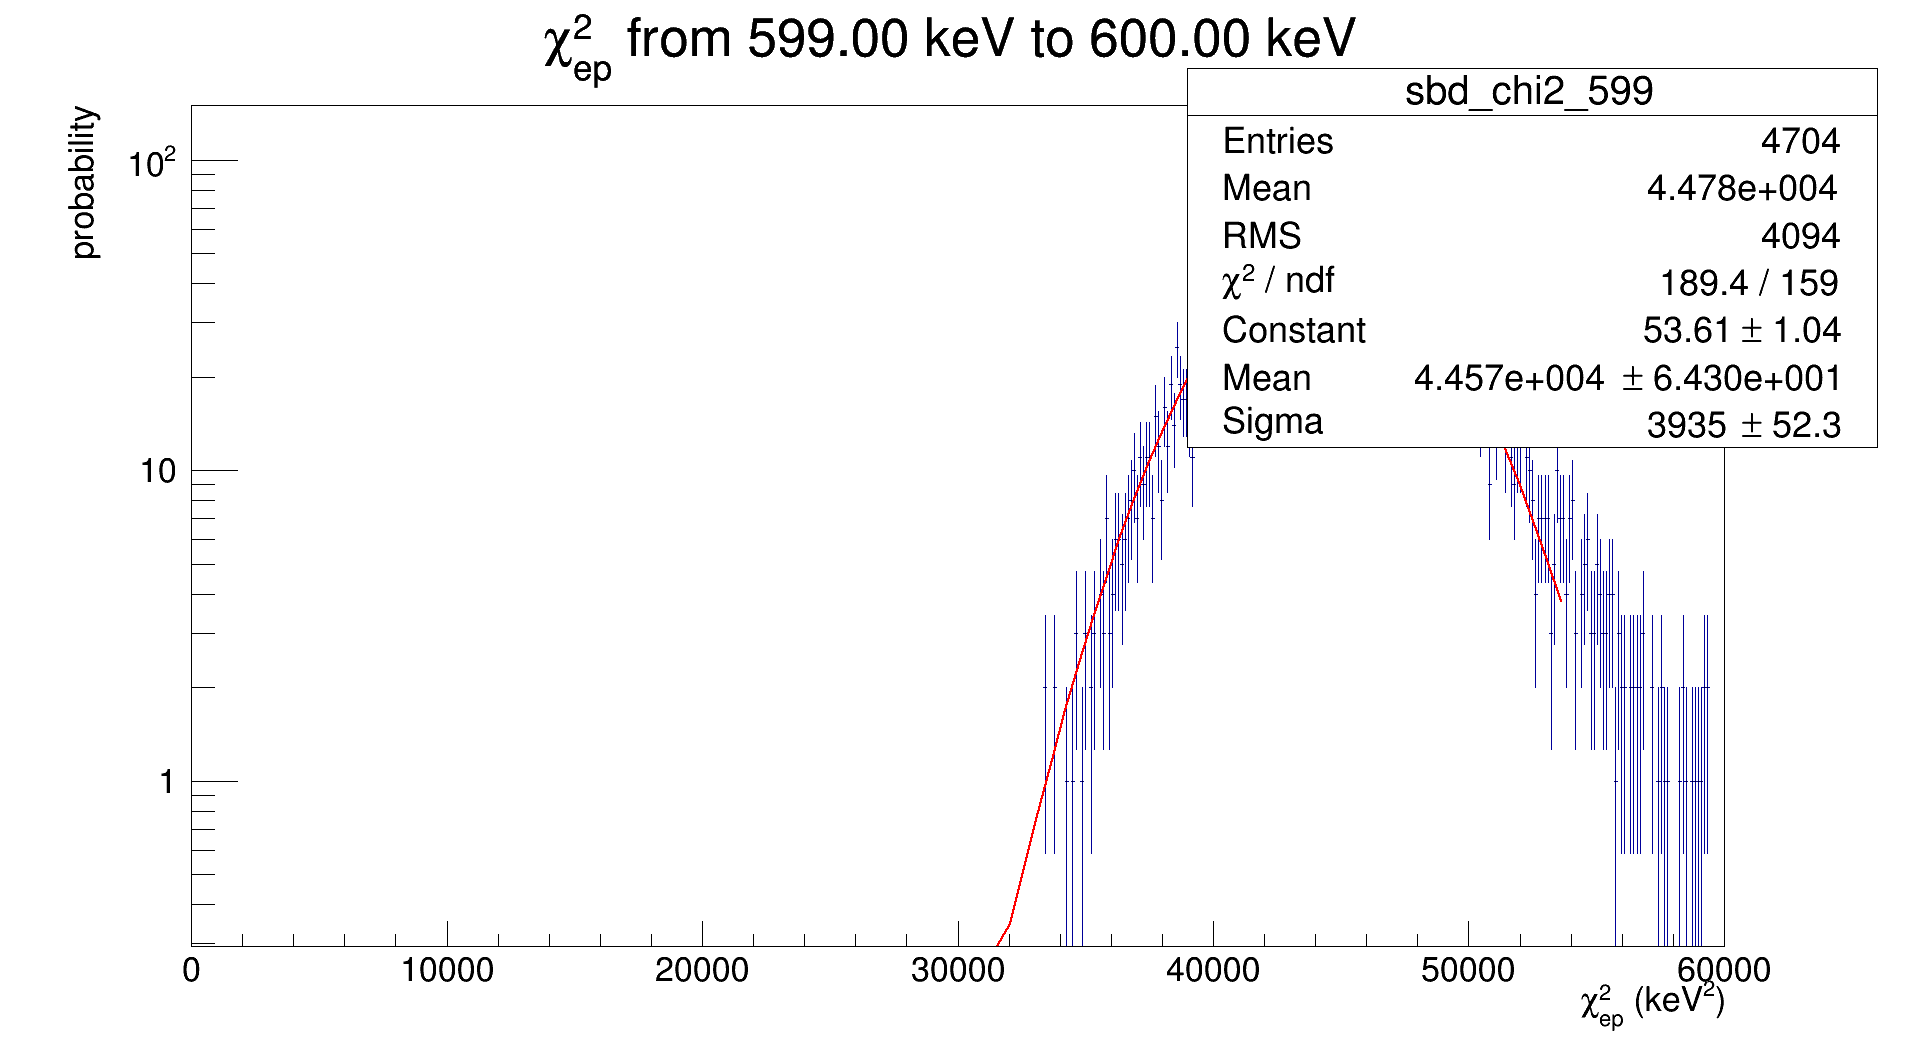 χ²ep from 599.00 keV to 600.00 keV
sbd_chi2_599
Entries 4704
Mean 4.478e+004
RMS 4094
χ² / ndf 189.4 / 159
Constant 53.61 ± 1.04
Mean 4.457e+004 ± 6.430e+001
Sigma 3935 ± 52.3
probability
10²
10
1
0 10000 20000 30000 40000 50000 60000
χ²ep (keV²)